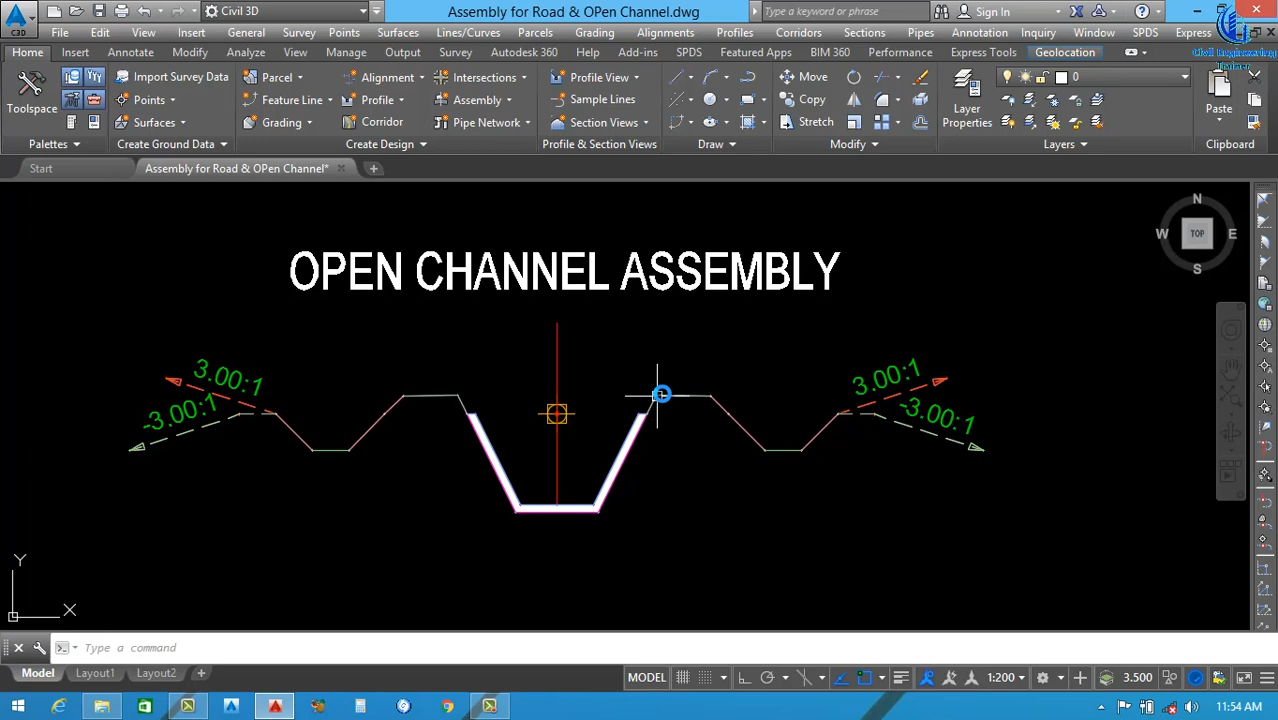 C3D
Civil 3D
Assembly for Road & OPen Channel.dwg
Type a keyword or phrase
Sign In
File Edit View Insert General Survey Points Surfaces Lines/Curves Parcels Grading Alignments Profiles Corridors Sections Pipes Annotation Inquiry Window SPDS Express
Home Insert Annotate Modify Analyze View Manage Output Survey Autodesk 360 Help Add-ins SPDS Featured Apps BIM 360 Performance Express Tools Geolocation
Civil Engineering
Trainer
Toolspace
Import Survey Data
Points
Surfaces
Parcel
Feature Line
Grading
Alignment
Profile
Corridor
Intersections
Assembly
Pipe Network
Profile View
Sample Lines
Section Views
Move
Copy
Stretch
Layer
Properties
0
Paste
Palettes Create Ground Data Create Design Profile & Section Views Draw Modify Layers Clipboard
Start Assembly for Road & OPen Channel*
N
W TOP E
S
OPEN CHANNEL ASSEMBLY
3.00:1 3.00:1
-3.00:1 -3.00:1
Y
X
Type a command
Model Layout1 Layout2
MODEL 1:200 3.500
11:54 AM